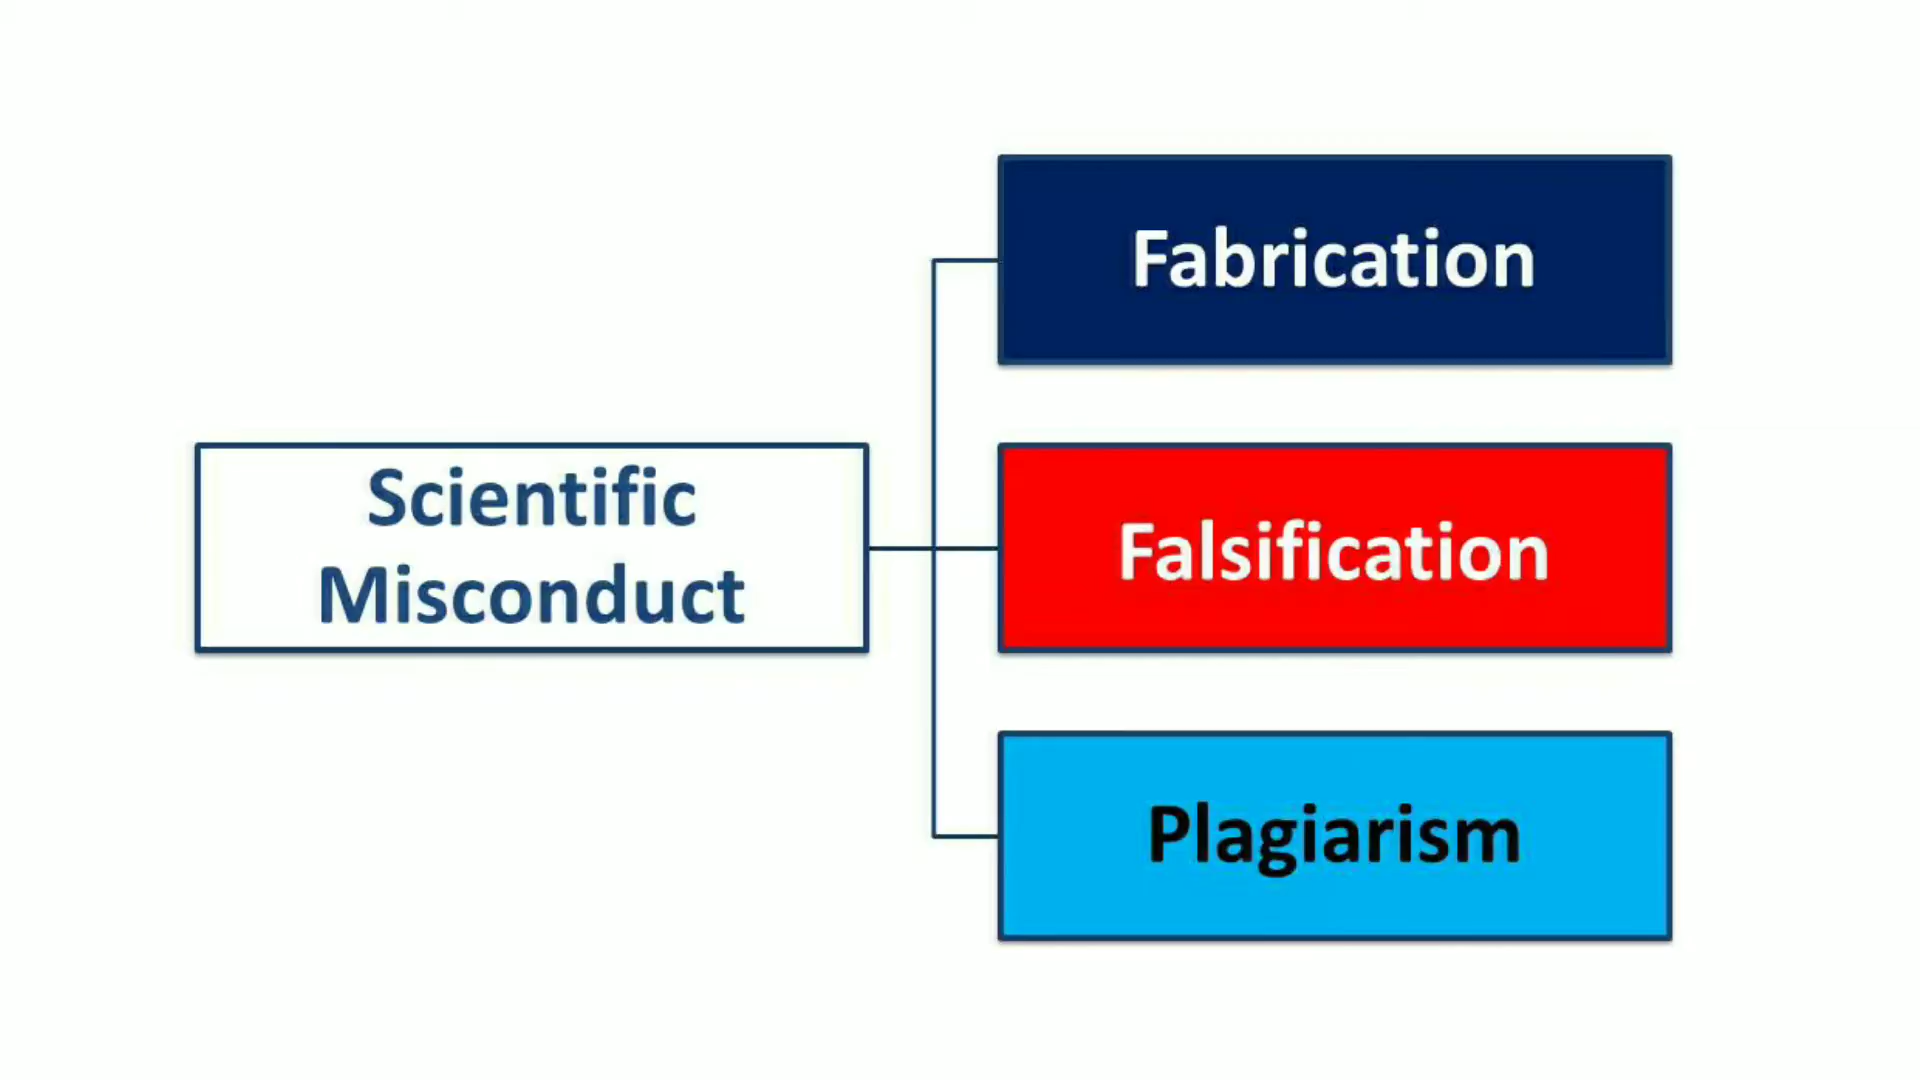 Scientific
Misconduct
Fabrication
Falsification
Plagiarism